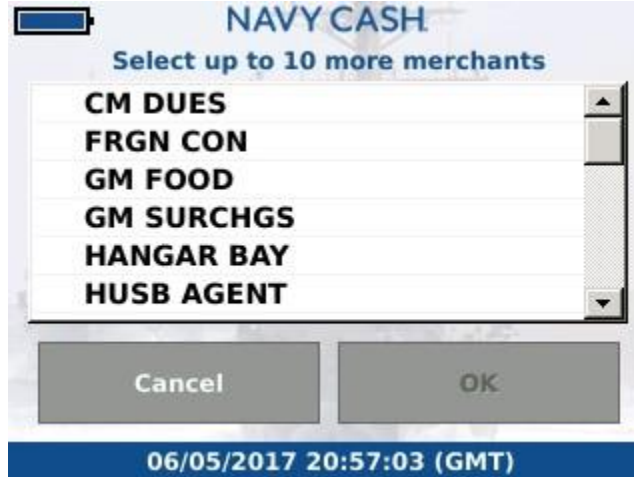 NAVY CASH
Select up to 10 more merchants
CM DUES
FRGN CON
GM FOOD
GM SURCHGS
HANGAR BAY
HUSB AGENT
Cancel
OK
06/05/2017 20:57:03 (GMT)